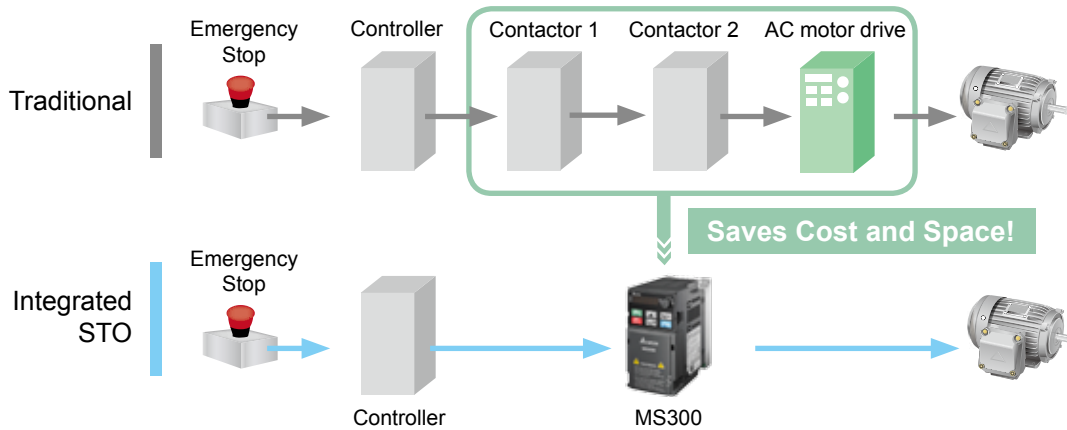 Emergency
Stop
Controller
Contactor 1
Contactor 2
AC motor drive
Traditional
Saves Cost and Space!
Emergency
Stop
Integrated
STO
Controller
MS300